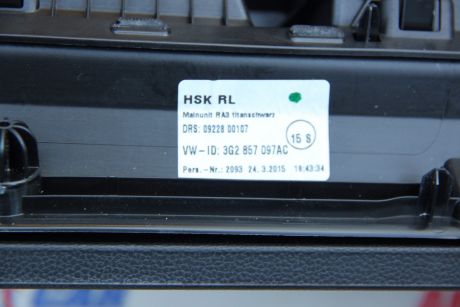 HSK RL
Mainunit RA3 titanschwarz
DRS: 09228 00107
15 S
VW-ID: 3G2 857 097AC
Pers.-Nr.: 2093 24.3.2015 18:43:34